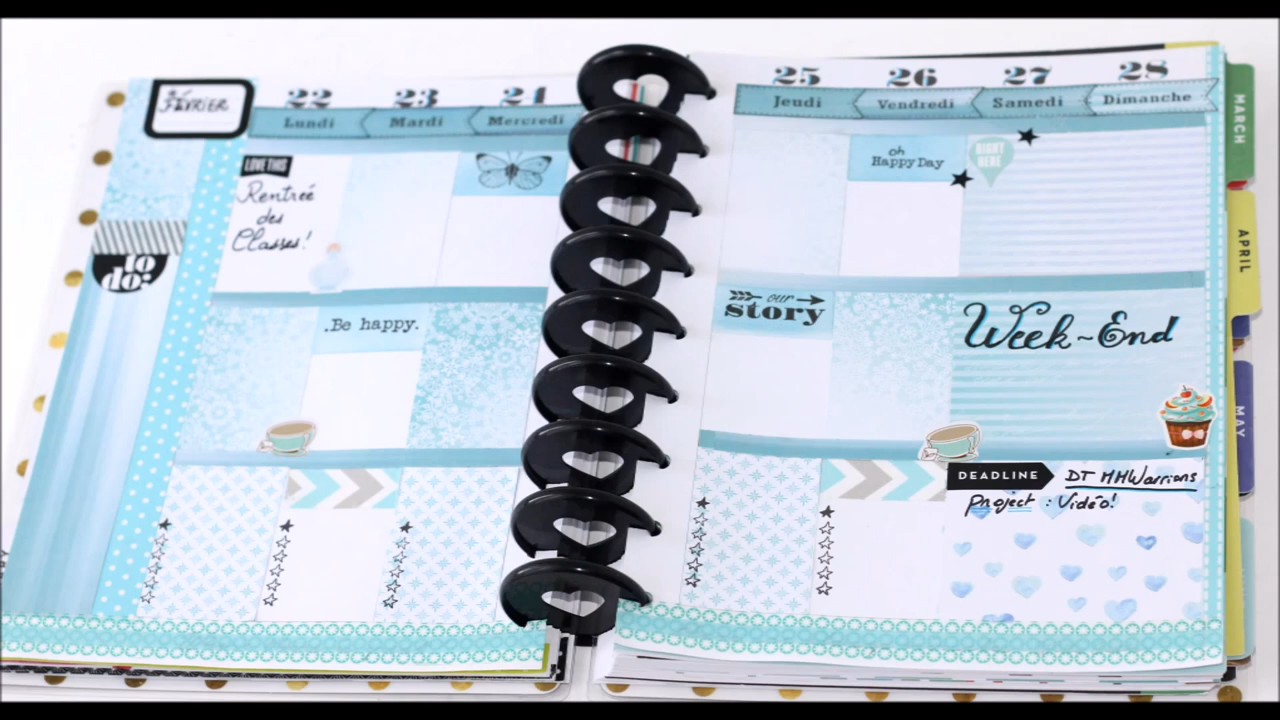 FÉVRIER
22 23 24
Lundi Mardi Mercredi
LOVE THIS
Rentrée
des
Classes!
to
do:
.Be happy.
25 26 27 28
Jeudi Vendredi Samedi Dimanche
oh
Happy Day
RIGHT
HERE
our
story
Week~End
DEADLINE DT MHWarriors
Project : Vidéo!
MARCH
APRIL
MAY